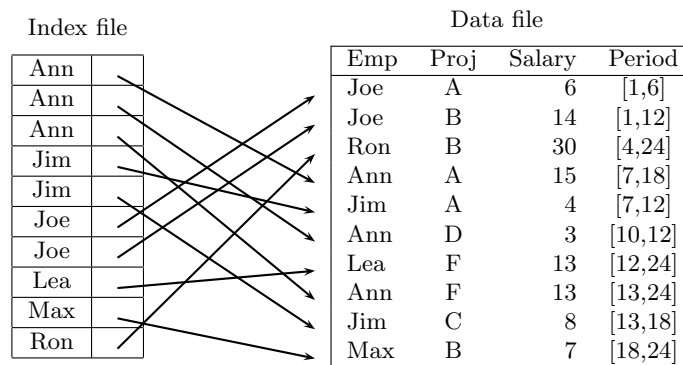 Index file
Ann
Ann
Ann
Jim
Jim
Joe
Joe
Lea
Max
Ron
Data file
Emp Proj Salary Period
Joe A 6 [1,6]
Joe B 14 [1,12]
Ron B 30 [4,24]
Ann A 15 [7,18]
Jim A 4 [7,12]
Ann D 3 [10,12]
Lea F 13 [12,24]
Ann F 13 [13,24]
Jim C 8 [13,18]
Max B 7 [18,24]